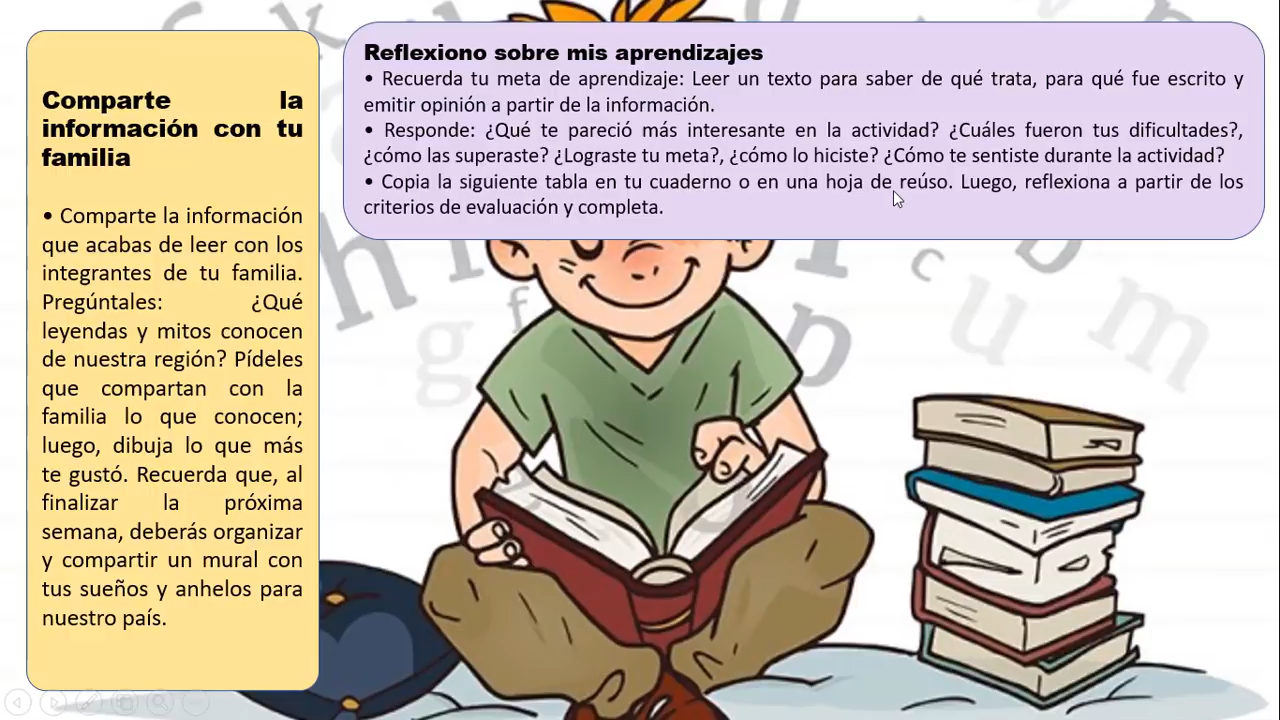 Comparte la
información con tu
familia
• Comparte la información
que acabas de leer con los
integrantes de tu familia.
Pregúntales: ¿Qué
leyendas y mitos conocen
de nuestra región? Pídeles
que compartan con la
familia lo que conocen;
luego, dibuja lo que más
te gustó. Recuerda que, al
finalizar la próxima
semana, deberás organizar
y compartir un mural con
tus sueños y anhelos para
nuestro país.
Reflexiono sobre mis aprendizajes
• Recuerda tu meta de aprendizaje: Leer un texto para saber de qué trata, para qué fue escrito y
emitir opinión a partir de la información.
• Responde: ¿Qué te pareció más interesante en la actividad? ¿Cuáles fueron tus dificultades?,
¿cómo las superaste? ¿Lograste tu meta?, ¿cómo lo hiciste? ¿Cómo te sentiste durante la actividad?
• Copia la siguiente tabla en tu cuaderno o en una hoja de reúso. Luego, reflexiona a partir de los
criterios de evaluación y completa.